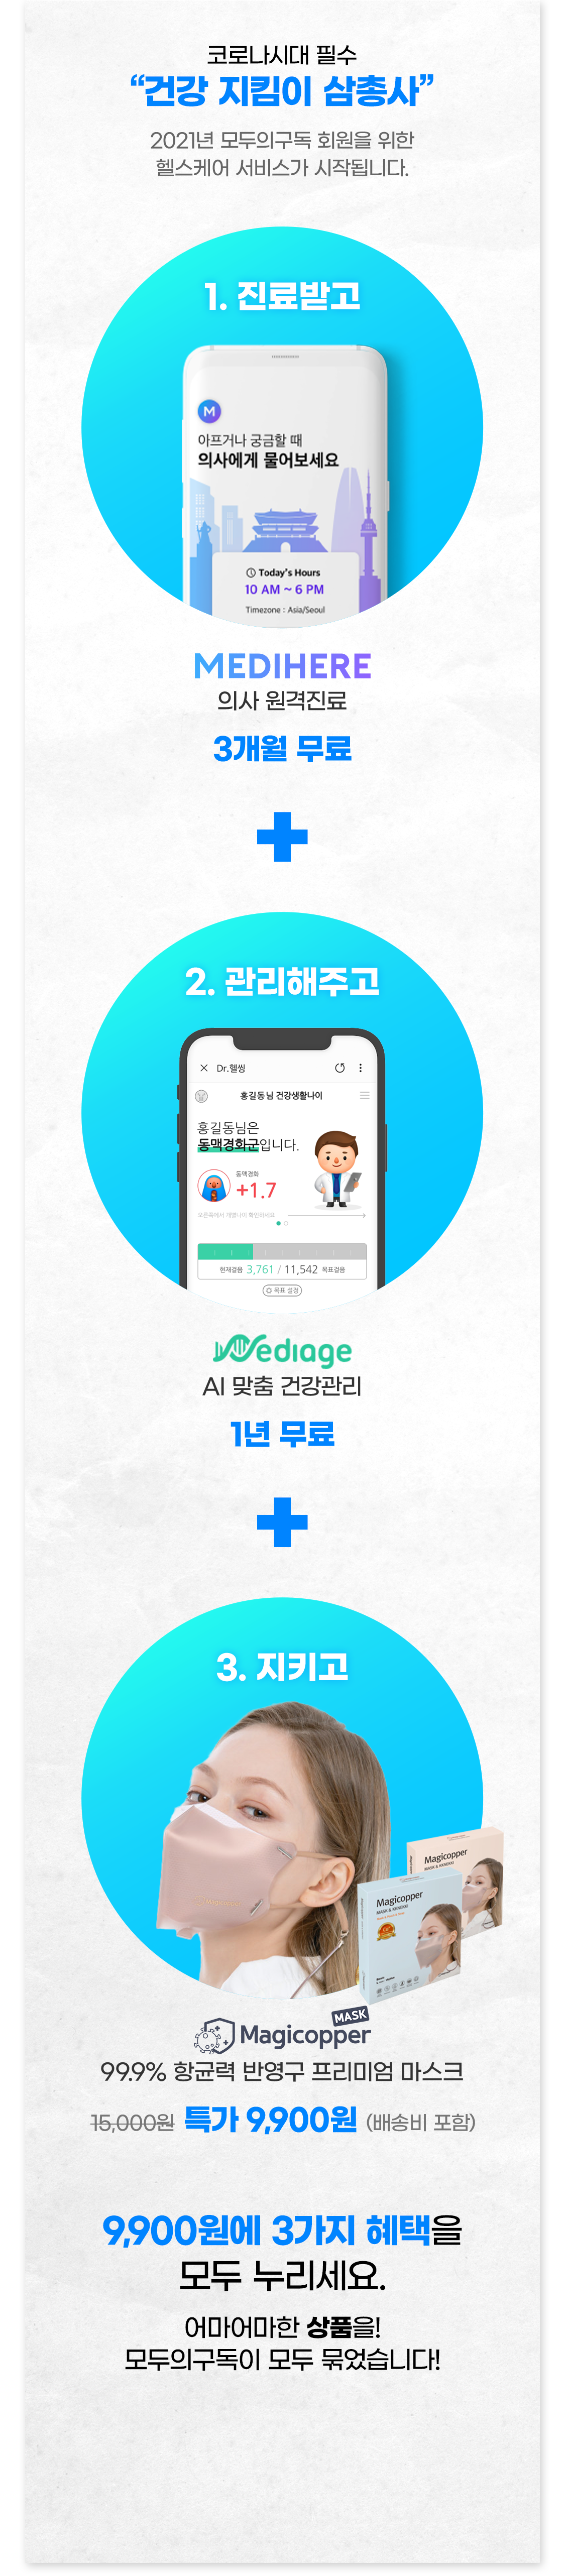 코로나시대 필수
“건강 지킴이 삼총사”
2021년 모두의구독 회원을 위한
헬스케어 서비스가 시작됩니다.
1. 진료받고
M
아프거나 궁금할 때
의사에게 물어보세요
Today's Hours
10 AM ~ 6 PM
Timezone : Asia/Seoul
MEDIHERE
의사 원격진료
3개월 무료
+
2. 관리해주고
Dr.헬씽
홍길동님 건강생활나이
홍길동님은
동맥경화군입니다.
동맥경화
+1.7
현재걸음 3,761 / 11,542 목표걸음
목표 설정
Mediage
AI 맞춤 건강관리
1년 무료
+
3. 지키고
Magicopper
MASK & AHNEKKI
Magicopper
MASK & AHNEKKI
MASK
Magicopper
99.9% 항균력 반영구 프리미엄 마스크
15,000원 특가 9,900원 (배송비 포함)
9,900원에 3가지 혜택을
모두 누리세요.
어마어마한 상품을!
모두의구독이 모두 묶었습니다!